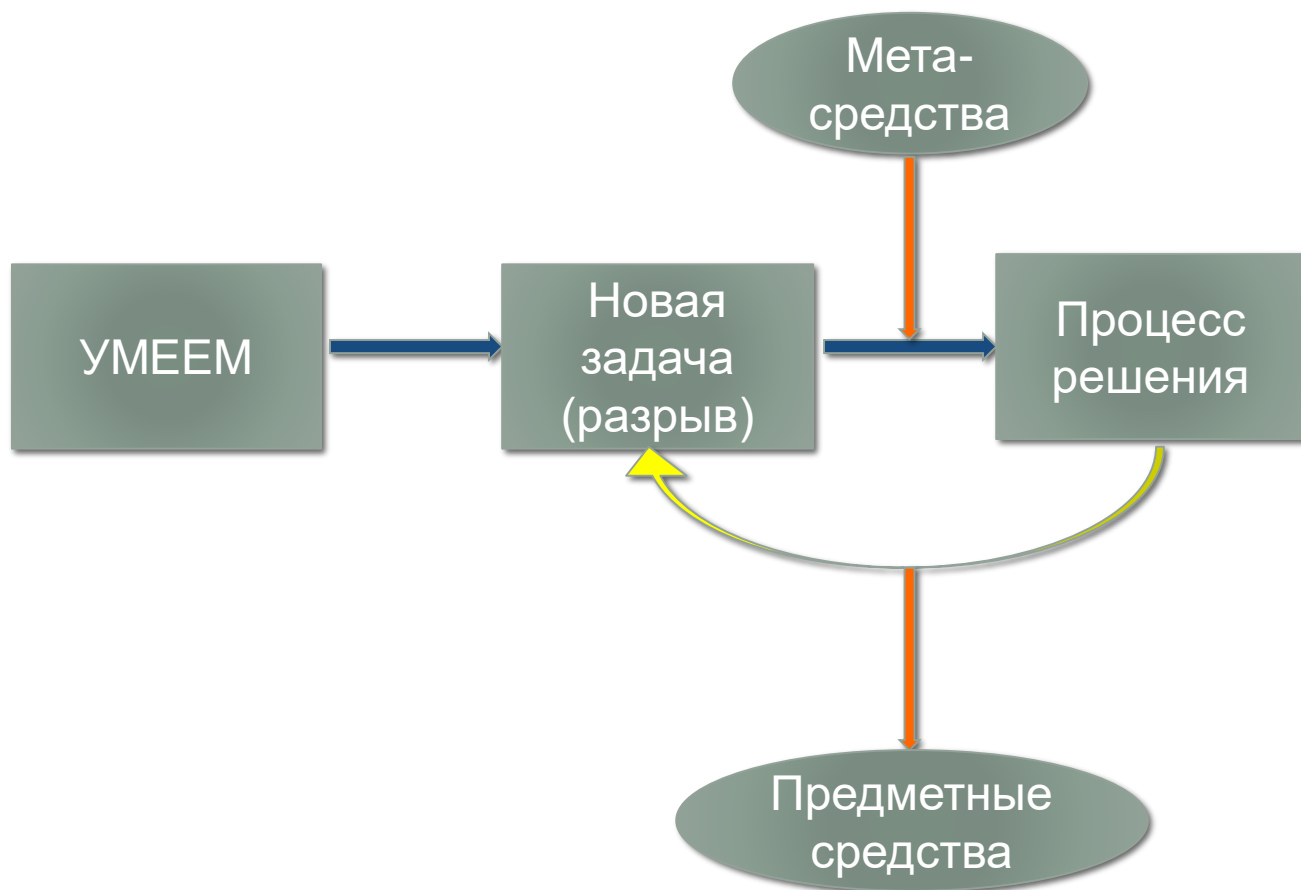 Мета-
средства
УМЕЕМ
Новая
задача
(разрыв)
Процесс
решения
Предметные
средства